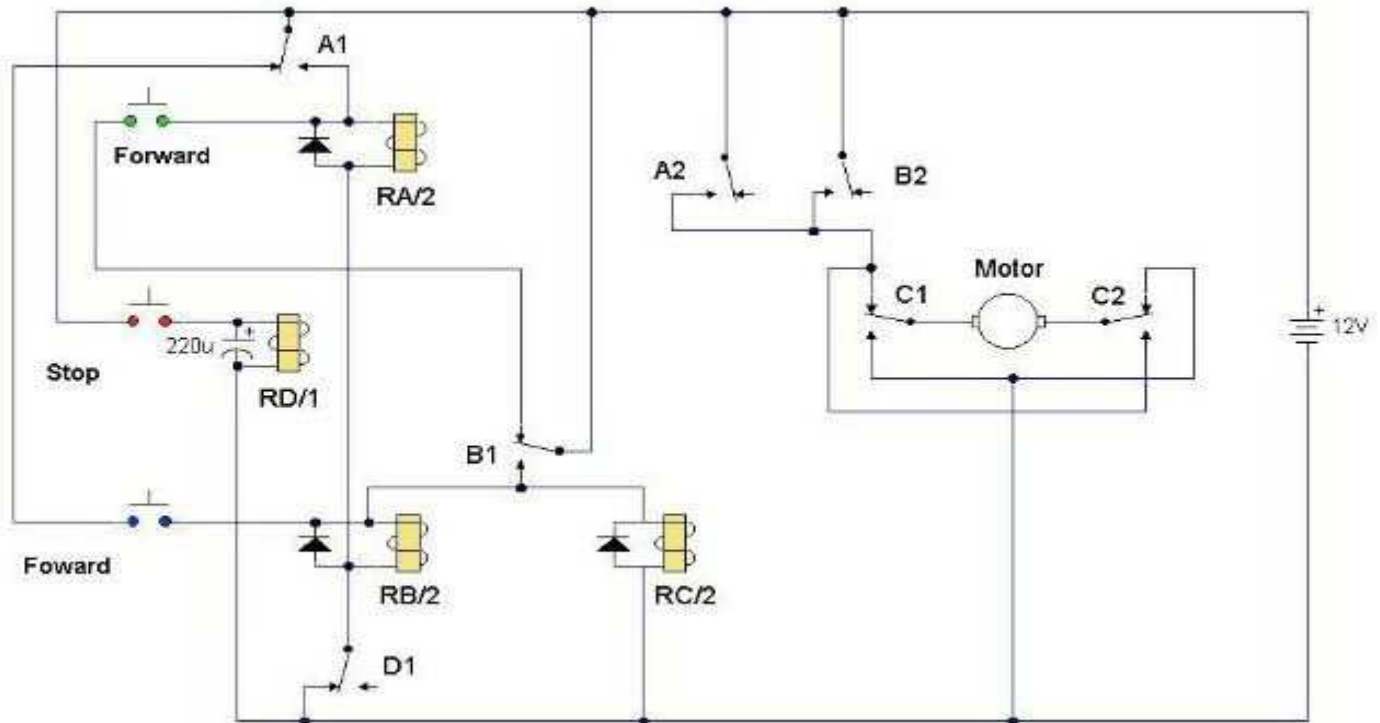 A1
Forward
RA/2
A2
B2
Motor
C1
C2
+
12V
Stop
220u
+
RD/1
B1
Foward
RB/2
RC/2
D1